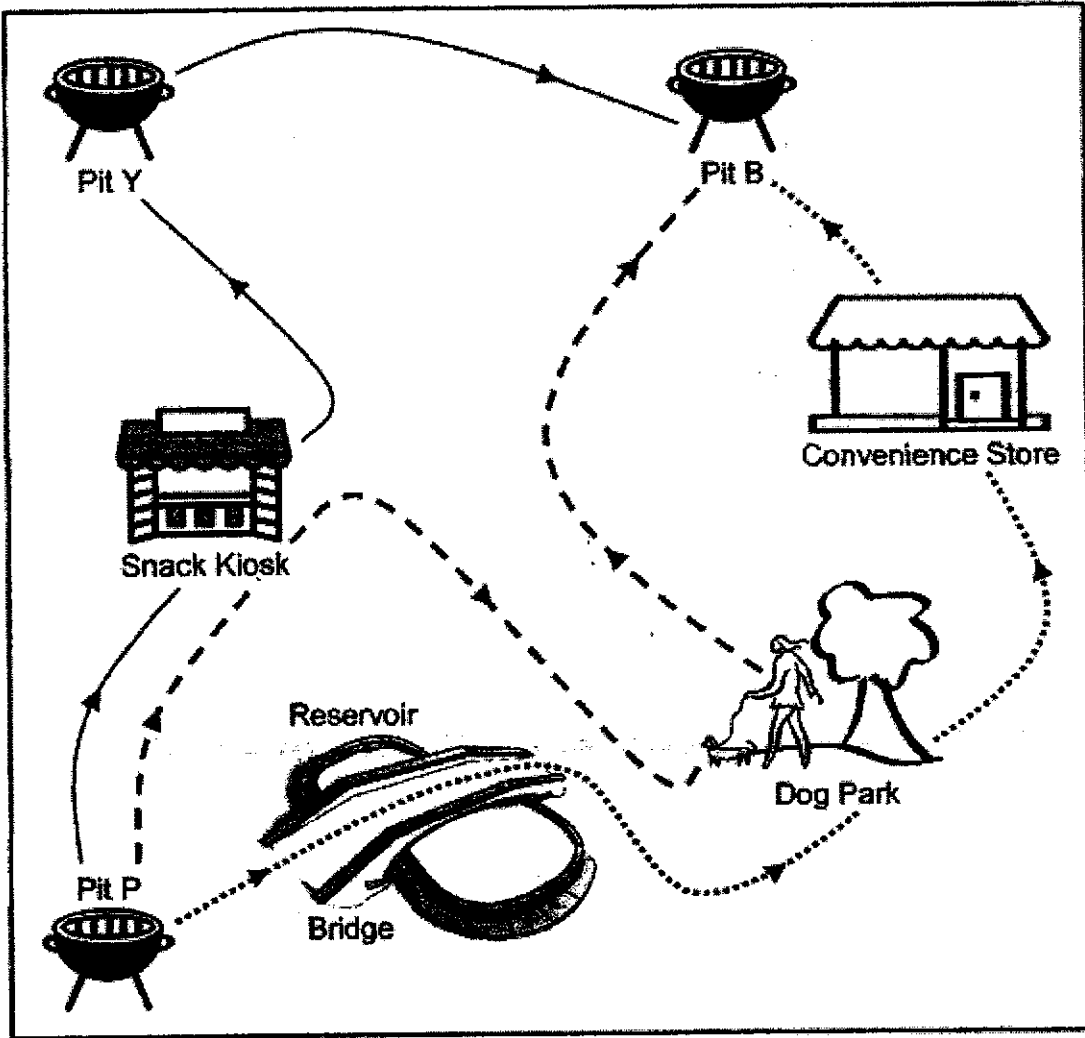 Pit Y
Pit B
Convenience Store
Snack Kiosk
Reservoir
Dog Park
Pit P
Bridge